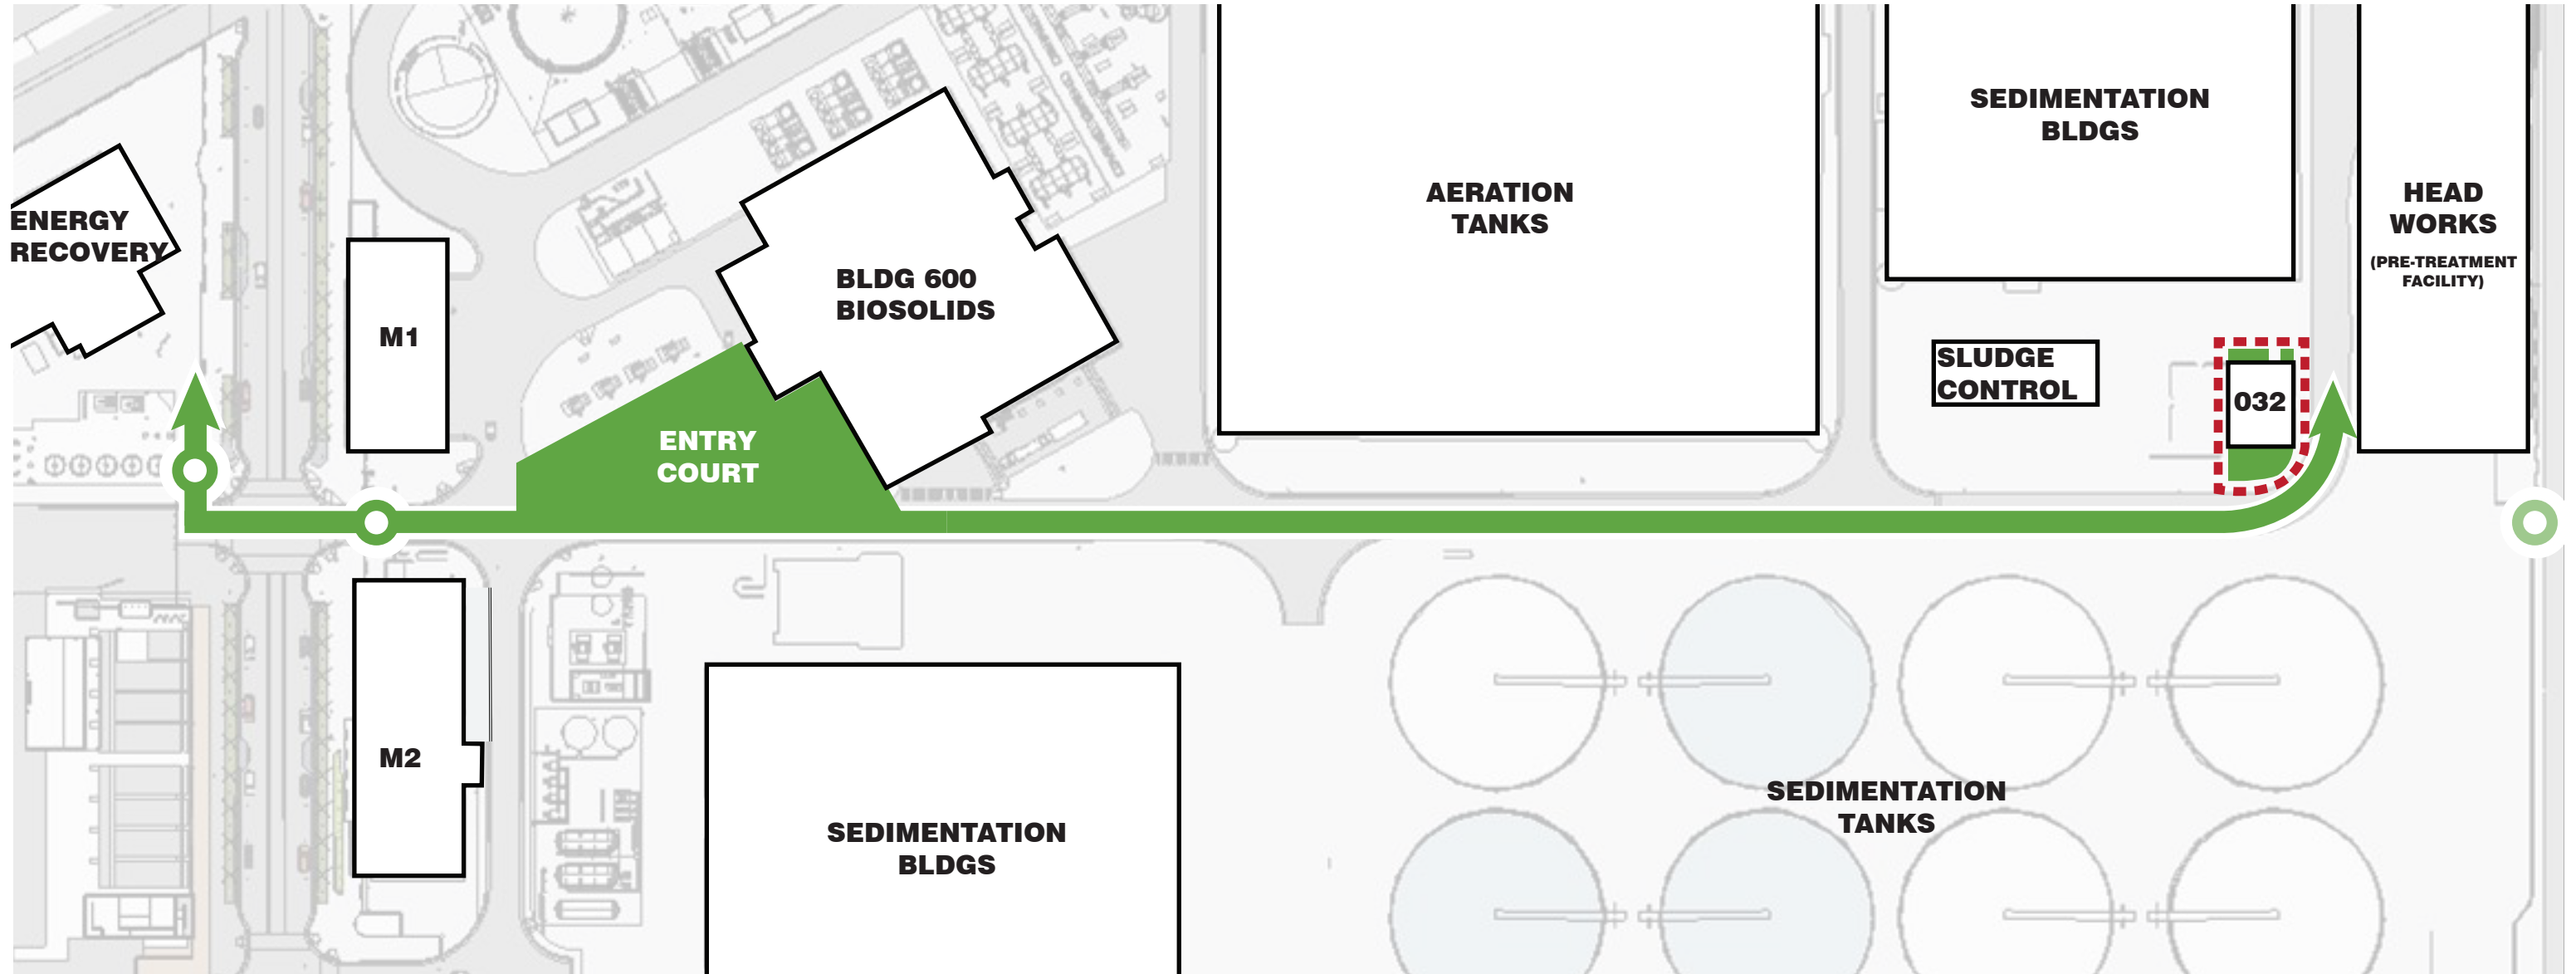 ENERGY
RECOVERY
M1
BLDG 600
BIOSOLIDS
ENTRY
COURT
AERATION
TANKS
SEDIMENTATION
BLDGS
HEAD
WORKS
(PRE-TREATMENT
FACILITY)
SLUDGE
CONTROL
032
M2
SEDIMENTATION
BLDGS
SEDIMENTATION
TANKS